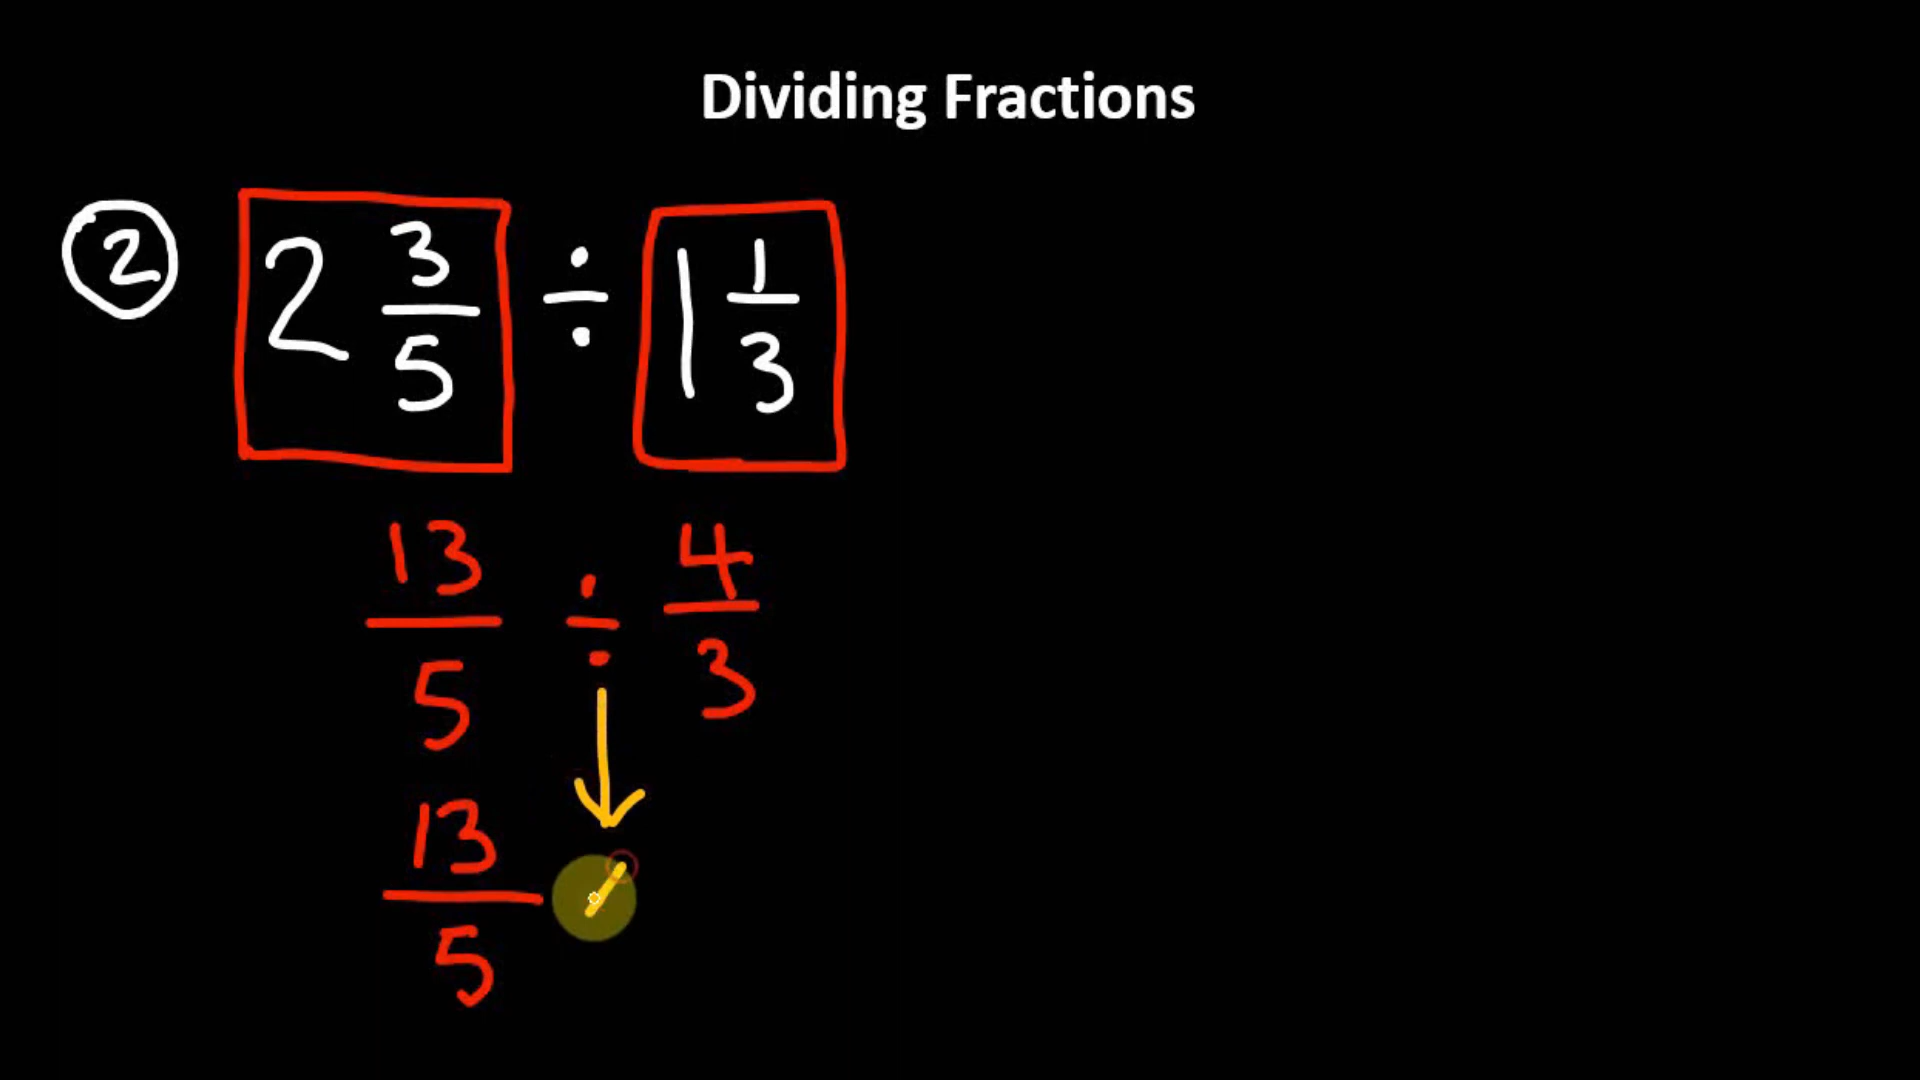 Dividing Fractions
2 2 3/5 ÷ 1 1/3
13/5 ÷ 4/3
13/5